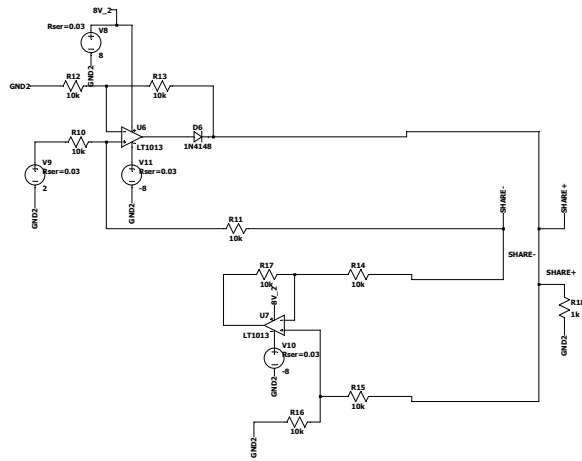 8V_2
Rser=0.03
V8
8
GND2
GND2
R12
10k
R13
10k
R10
10k
U6
LT1013
D6
1N4148
V9
Rser=0.03
2
GND2
V11
Rser=0.03
-8
GND2
R11
10k
SHARE-
SHARE+
SHARE-
SHARE+
R17
10k
R14
10k
8V_2
U7
LT1013
R18
1k
GND2
V10
Rser=0.03
-8
GND2
R15
10k
R16
10k
GND2